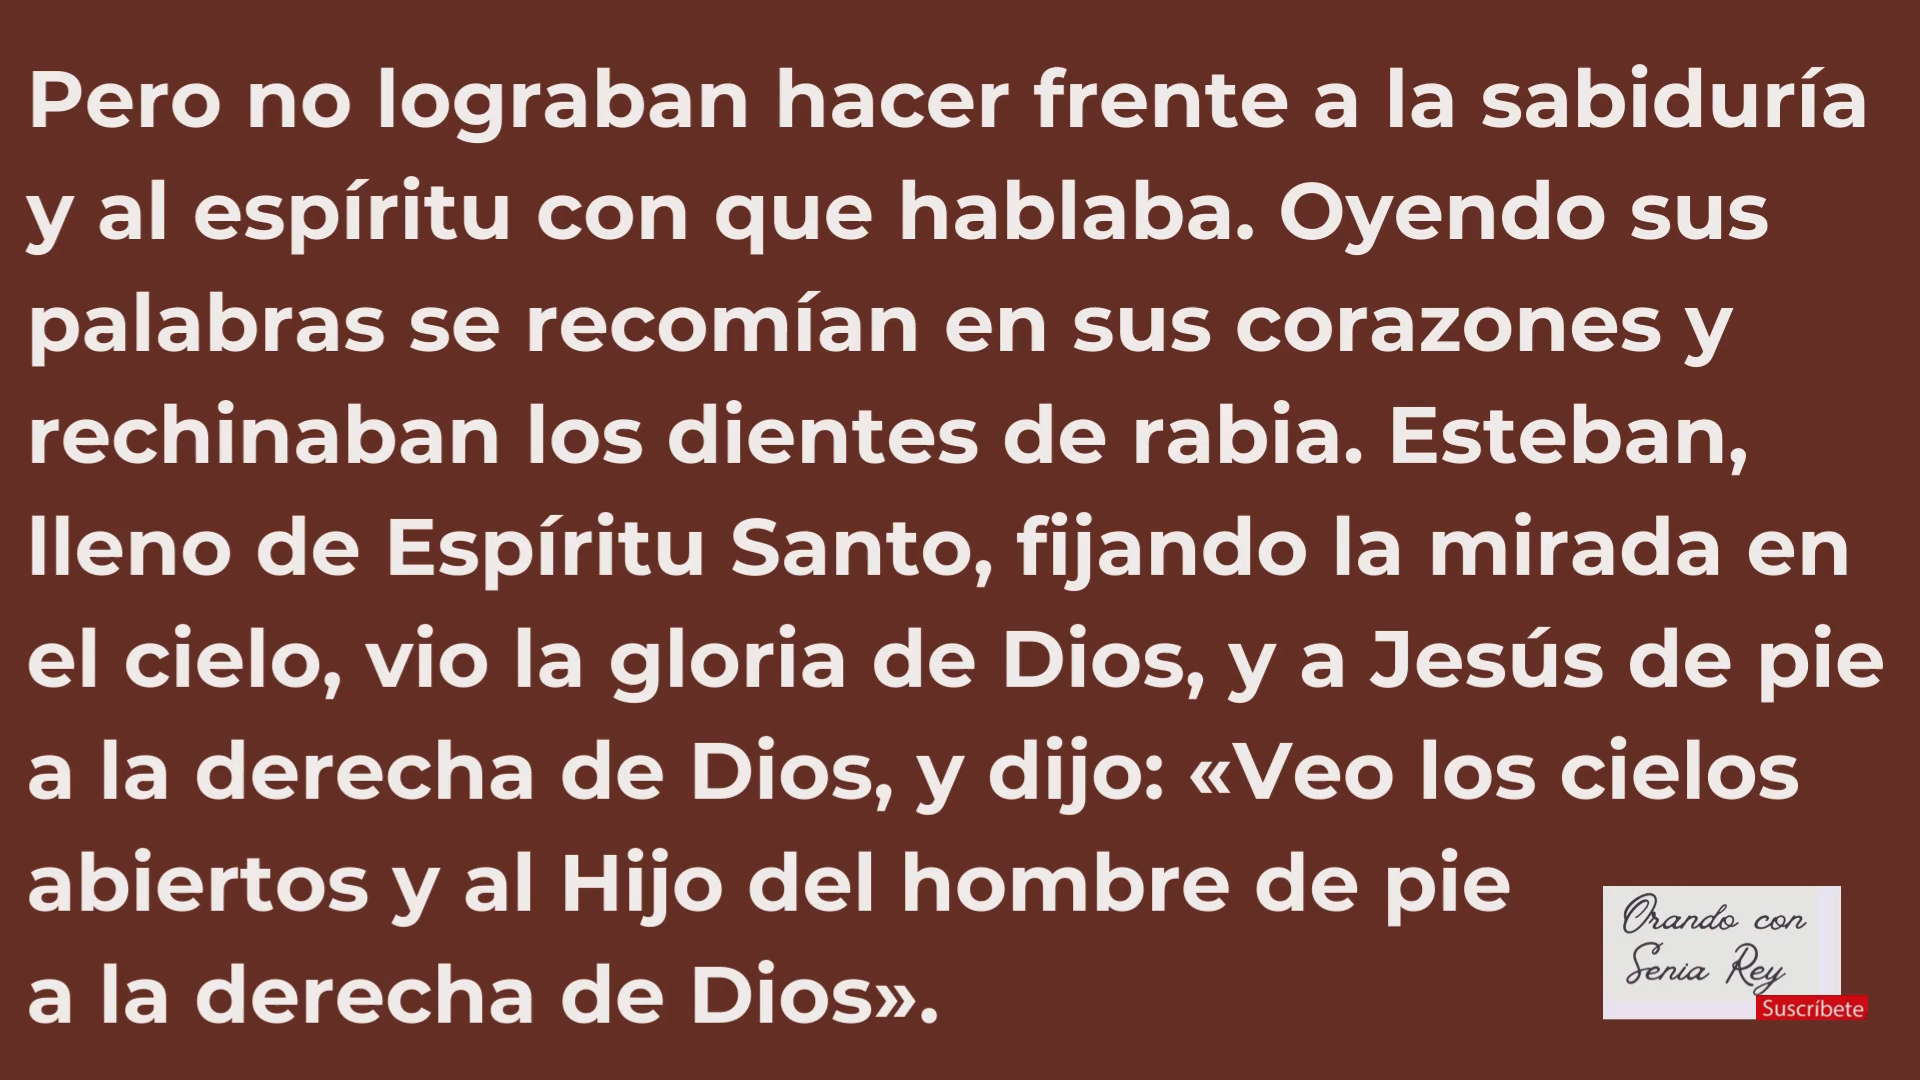 Pero no lograban hacer frente a la sabiduría
y al espíritu con que hablaba. Oyendo sus
palabras se recomían en sus corazones y
rechinaban los dientes de rabia. Esteban,
lleno de Espíritu Santo, fijando la mirada en
el cielo, vio la gloria de Dios, y a Jesús de pie
a la derecha de Dios, y dijo: «Veo los cielos
abiertos y al Hijo del hombre de pie
a la derecha de Dios».
Orando con
Senia Rey
Suscríbete